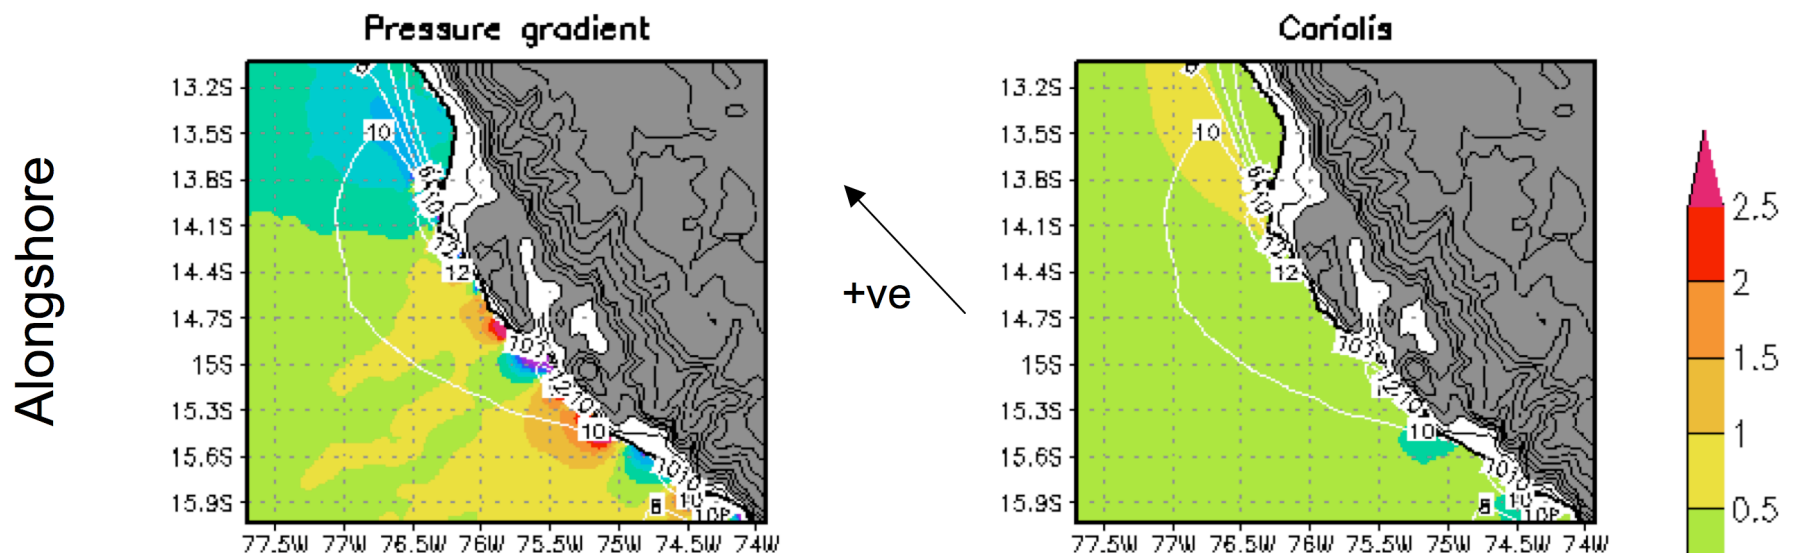 Pressure gradient
Coriolis
Alongshore
13.2S
13.5S
13.8S
14.1S
14.4S
14.7S
15S
15.3S
15.6S
15.9S
77.5W 77W 76.5W 76W 75.5W 75W 74.5W 74W
10
12
10
8
+ve
13.2S
13.5S
13.8S
14.1S
14.4S
14.7S
15S
15.3S
15.6S
15.9S
77.5W 77W 76.5W 76W 75.5W 75W 74.5W 74W
10
12
10
8
2.5
2
1.5
1
0.5